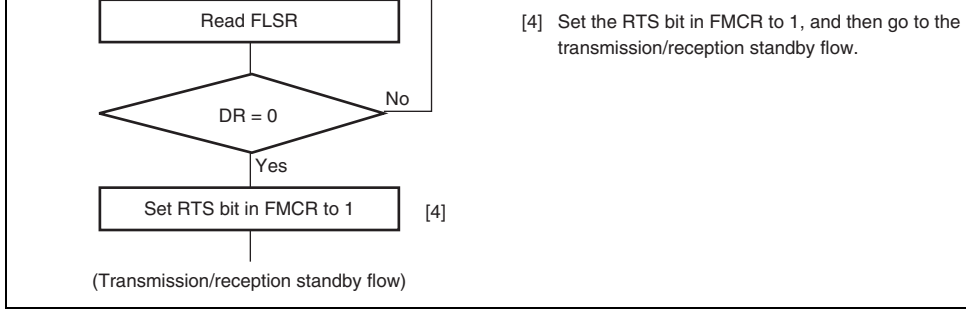 Read FLSR
[4] Set the RTS bit in FMCR to 1, and then go to the
transmission/reception standby flow.
No
DR = 0
Yes
Set RTS bit in FMCR to 1
[4]
(Transmission/reception standby flow)